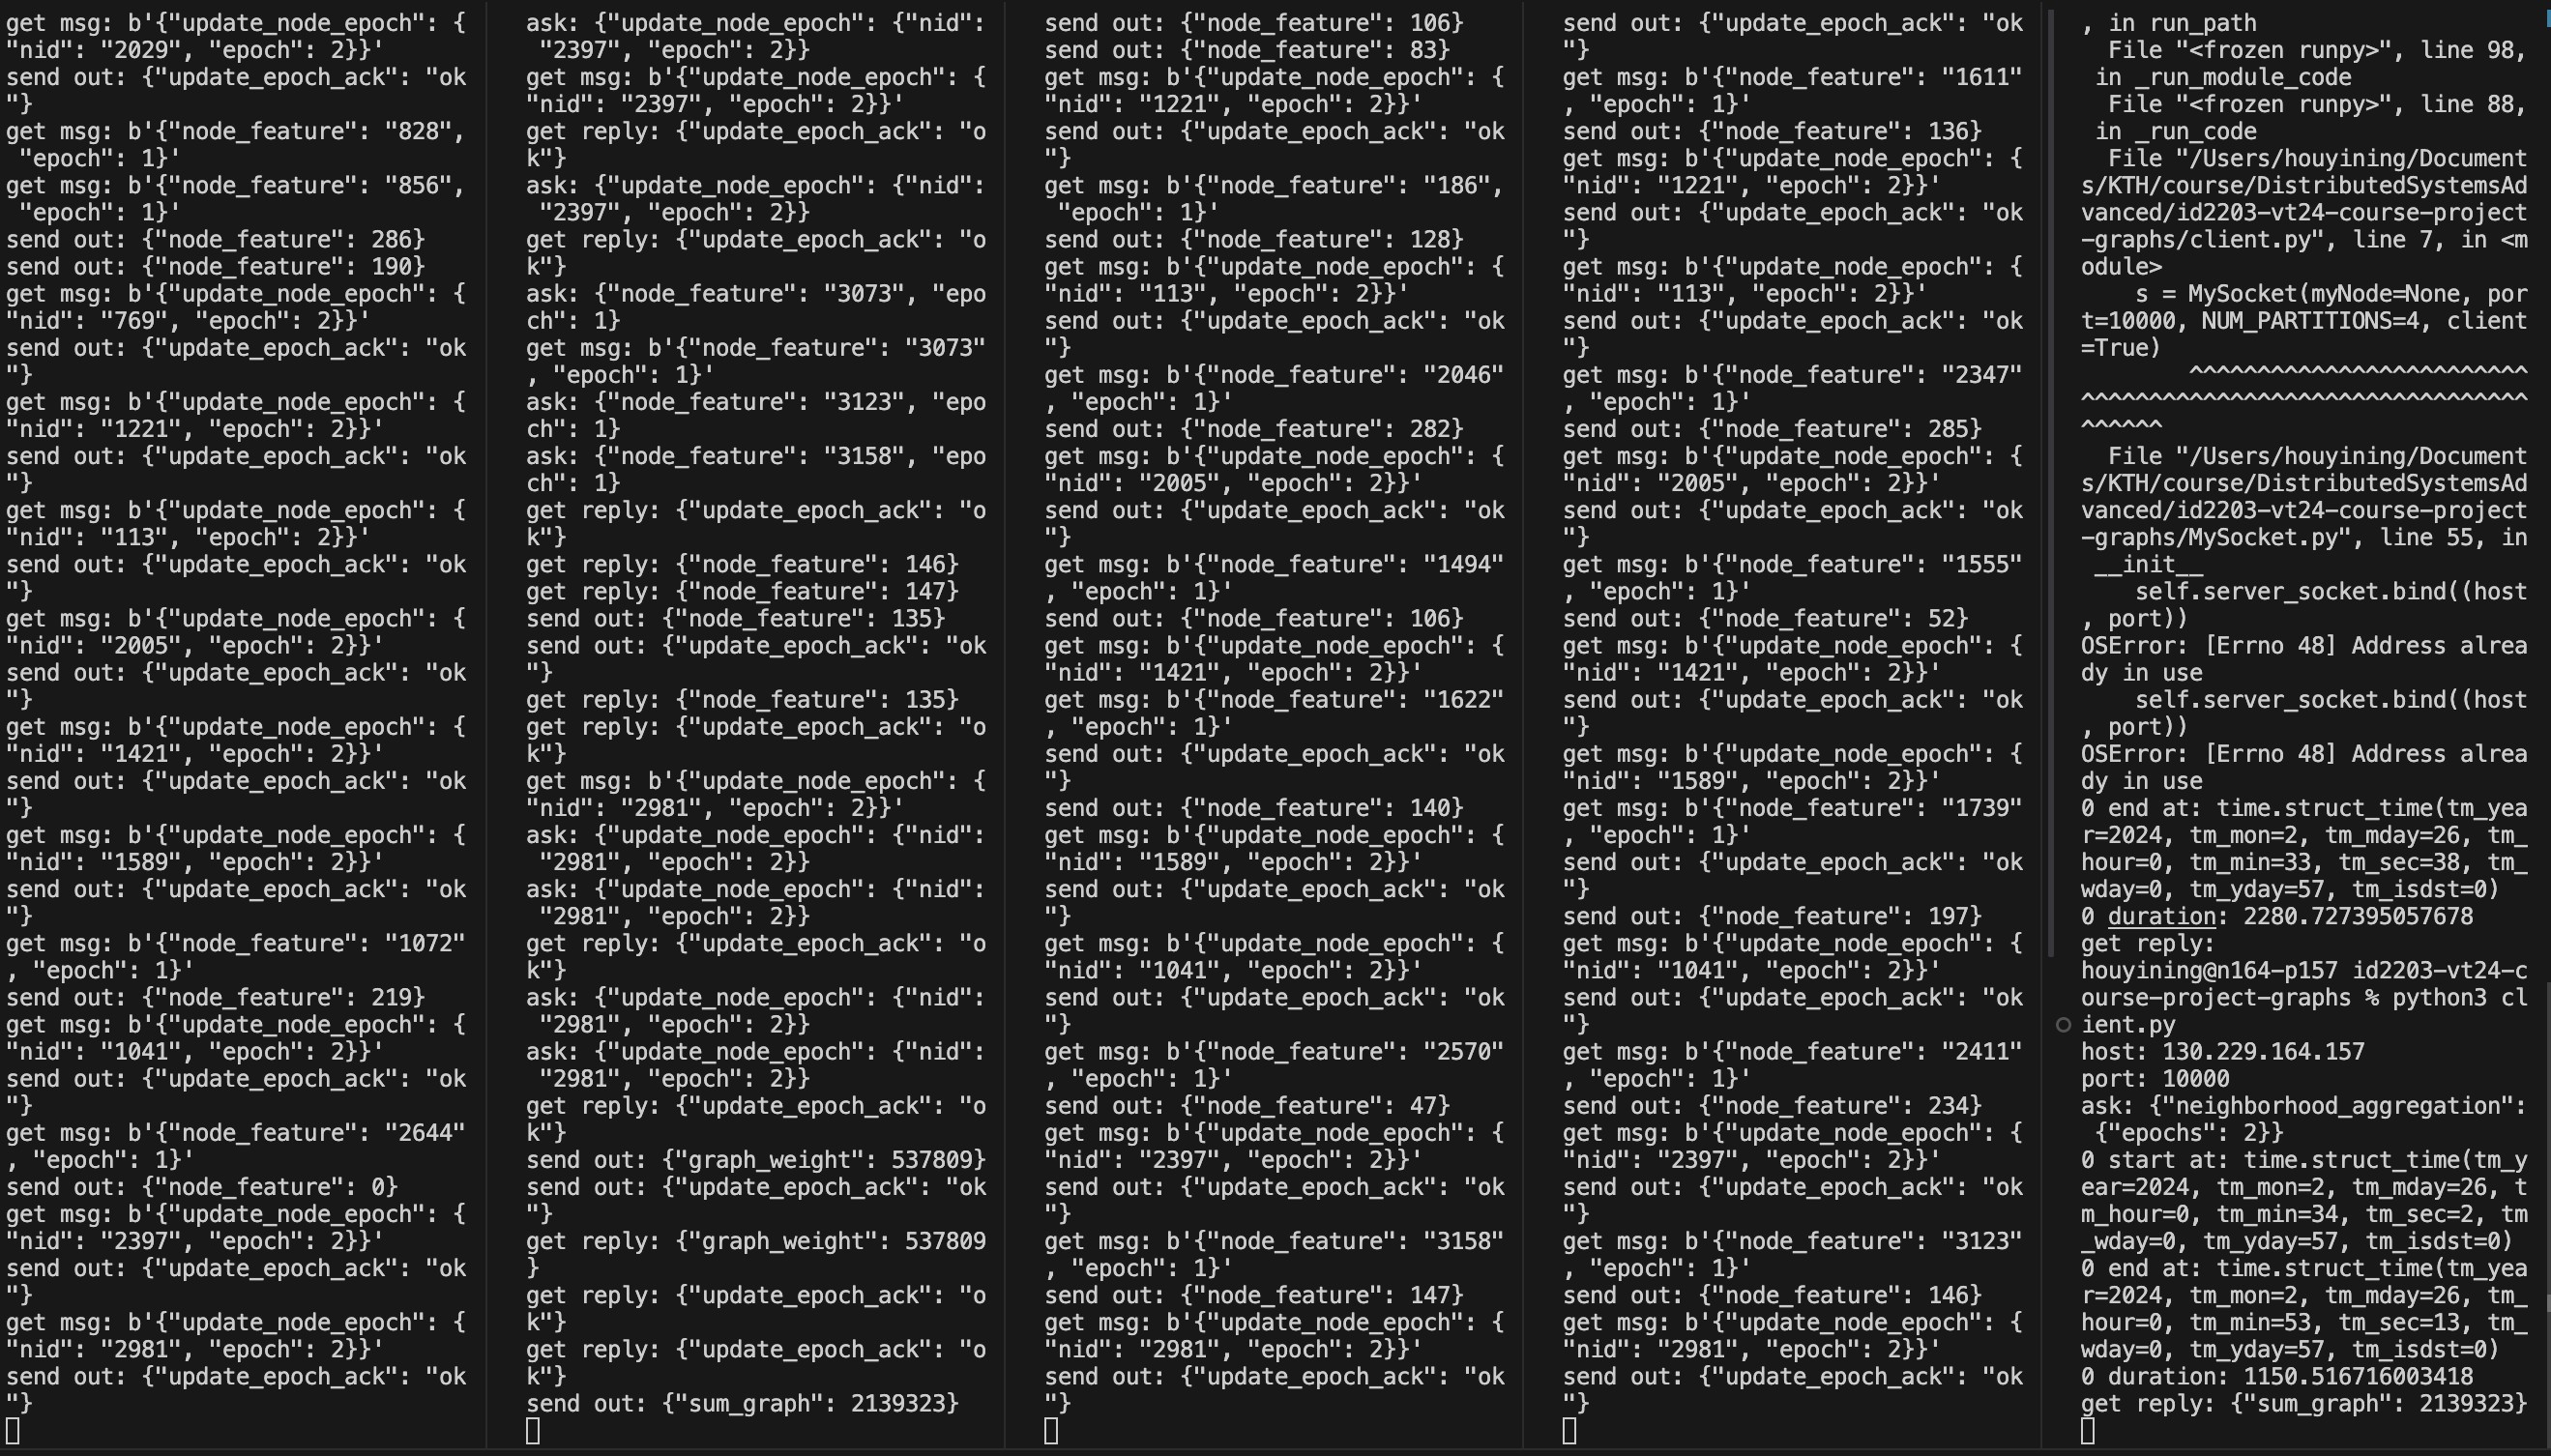 get msg: b'{"update_node_epoch": {
"nid": "2029", "epoch": 2}}'
send out: {"update_epoch_ack": "ok
"}
get msg: b'{"node_feature": "828",
 "epoch": 1}'
get msg: b'{"node_feature": "856",
 "epoch": 1}'
send out: {"node_feature": 286}
send out: {"node_feature": 190}
get msg: b'{"update_node_epoch": {
"nid": "769", "epoch": 2}}'
send out: {"update_epoch_ack": "ok
"}
get msg: b'{"update_node_epoch": {
"nid": "1221", "epoch": 2}}'
send out: {"update_epoch_ack": "ok
"}
get msg: b'{"update_node_epoch": {
"nid": "113", "epoch": 2}}'
send out: {"update_epoch_ack": "ok
"}
get msg: b'{"update_node_epoch": {
"nid": "2005", "epoch": 2}}'
send out: {"update_epoch_ack": "ok
"}
get msg: b'{"update_node_epoch": {
"nid": "1421", "epoch": 2}}'
send out: {"update_epoch_ack": "ok
"}
get msg: b'{"update_node_epoch": {
"nid": "1589", "epoch": 2}}'
send out: {"update_epoch_ack": "ok
"}
get msg: b'{"node_feature": "1072"
, "epoch": 1}'
send out: {"node_feature": 219}
get msg: b'{"update_node_epoch": {
"nid": "1041", "epoch": 2}}'
send out: {"update_epoch_ack": "ok
"}
get msg: b'{"node_feature": "2644"
, "epoch": 1}'
send out: {"node_feature": 0}
get msg: b'{"update_node_epoch": {
"nid": "2397", "epoch": 2}}'
send out: {"update_epoch_ack": "ok
"}
get msg: b'{"update_node_epoch": {
"nid": "2981", "epoch": 2}}'
send out: {"update_epoch_ack": "ok
"}
ask: {"update_node_epoch": {"nid":
 "2397", "epoch": 2}}
get msg: b'{"update_node_epoch": {
"nid": "2397", "epoch": 2}}'
get reply: {"update_epoch_ack": "o
k"}
ask: {"update_node_epoch": {"nid":
 "2397", "epoch": 2}}
get reply: {"update_epoch_ack": "o
k"}
ask: {"node_feature": "3073", "epo
ch": 1}
get msg: b'{"node_feature": "3073"
, "epoch": 1}'
ask: {"node_feature": "3123", "epo
ch": 1}
ask: {"node_feature": "3158", "epo
ch": 1}
get reply: {"update_epoch_ack": "o
k"}
get reply: {"node_feature": 146}
get reply: {"node_feature": 147}
send out: {"node_feature": 135}
send out: {"update_epoch_ack": "ok
"}
get reply: {"node_feature": 135}
get reply: {"update_epoch_ack": "o
k"}
get msg: b'{"update_node_epoch": {
"nid": "2981", "epoch": 2}}'
ask: {"update_node_epoch": {"nid":
 "2981", "epoch": 2}}
ask: {"update_node_epoch": {"nid":
 "2981", "epoch": 2}}
get reply: {"update_epoch_ack": "o
k"}
ask: {"update_node_epoch": {"nid":
 "2981", "epoch": 2}}
ask: {"update_node_epoch": {"nid":
 "2981", "epoch": 2}}
get reply: {"update_epoch_ack": "o
k"}
send out: {"graph_weight": 537809}
send out: {"update_epoch_ack": "ok
"}
get reply: {"graph_weight": 537809
}
get reply: {"update_epoch_ack": "o
k"}
get reply: {"update_epoch_ack": "o
k"}
send out: {"sum_graph": 2139323}
send out: {"node_feature": 106}
send out: {"node_feature": 83}
get msg: b'{"update_node_epoch": {
"nid": "1221", "epoch": 2}}'
send out: {"update_epoch_ack": "ok
"}
get msg: b'{"node_feature": "186",
 "epoch": 1}'
send out: {"node_feature": 128}
get msg: b'{"update_node_epoch": {
"nid": "113", "epoch": 2}}'
send out: {"update_epoch_ack": "ok
"}
get msg: b'{"node_feature": "2046"
, "epoch": 1}'
send out: {"node_feature": 282}
get msg: b'{"update_node_epoch": {
"nid": "2005", "epoch": 2}}'
send out: {"update_epoch_ack": "ok
"}
get msg: b'{"node_feature": "1494"
, "epoch": 1}'
send out: {"node_feature": 106}
get msg: b'{"update_node_epoch": {
"nid": "1421", "epoch": 2}}'
get msg: b'{"node_feature": "1622"
, "epoch": 1}'
send out: {"update_epoch_ack": "ok
"}
send out: {"node_feature": 140}
get msg: b'{"update_node_epoch": {
"nid": "1589", "epoch": 2}}'
send out: {"update_epoch_ack": "ok
"}
get msg: b'{"update_node_epoch": {
"nid": "1041", "epoch": 2}}'
send out: {"update_epoch_ack": "ok
"}
get msg: b'{"node_feature": "2570"
, "epoch": 1}'
send out: {"node_feature": 47}
get msg: b'{"update_node_epoch": {
"nid": "2397", "epoch": 2}}'
send out: {"update_epoch_ack": "ok
"}
get msg: b'{"node_feature": "3158"
, "epoch": 1}'
send out: {"node_feature": 147}
get msg: b'{"update_node_epoch": {
"nid": "2981", "epoch": 2}}'
send out: {"update_epoch_ack": "ok
"}
send out: {"update_epoch_ack": "ok
"}
get msg: b'{"node_feature": "1611"
, "epoch": 1}'
send out: {"node_feature": 136}
get msg: b'{"update_node_epoch": {
"nid": "1221", "epoch": 2}}'
send out: {"update_epoch_ack": "ok
"}
get msg: b'{"update_node_epoch": {
"nid": "113", "epoch": 2}}'
send out: {"update_epoch_ack": "ok
"}
get msg: b'{"node_feature": "2347"
, "epoch": 1}'
send out: {"node_feature": 285}
get msg: b'{"update_node_epoch": {
"nid": "2005", "epoch": 2}}'
send out: {"update_epoch_ack": "ok
"}
get msg: b'{"node_feature": "1555"
, "epoch": 1}'
send out: {"node_feature": 52}
get msg: b'{"update_node_epoch": {
"nid": "1421", "epoch": 2}}'
send out: {"update_epoch_ack": "ok
"}
get msg: b'{"update_node_epoch": {
"nid": "1589", "epoch": 2}}'
get msg: b'{"node_feature": "1739"
, "epoch": 1}'
send out: {"update_epoch_ack": "ok
"}
send out: {"node_feature": 197}
get msg: b'{"update_node_epoch": {
"nid": "1041", "epoch": 2}}'
send out: {"update_epoch_ack": "ok
"}
get msg: b'{"node_feature": "2411"
, "epoch": 1}'
send out: {"node_feature": 234}
get msg: b'{"update_node_epoch": {
"nid": "2397", "epoch": 2}}'
send out: {"update_epoch_ack": "ok
"}
get msg: b'{"node_feature": "3123"
, "epoch": 1}'
send out: {"node_feature": 146}
get msg: b'{"update_node_epoch": {
"nid": "2981", "epoch": 2}}'
send out: {"update_epoch_ack": "ok
"}
, in run_path
  File "<frozen runpy>", line 98,
 in _run_module_code
  File "<frozen runpy>", line 88,
 in _run_code
  File "/Users/houyining/Document
s/KTH/course/DistributedSystemsAd
vanced/id2203-vt24-course-project
-graphs/client.py", line 7, in <m
odule>
    s = MySocket(myNode=None, por
t=10000, NUM_PARTITIONS=4, client
=True)
        ^^^^^^^^^^^^^^^^^^^^^^^^^
^^^^^^^^^^^^^^^^^^^^^^^^^^^^^^^^^
^^^^^^
  File "/Users/houyining/Document
s/KTH/course/DistributedSystemsAd
vanced/id2203-vt24-course-project
-graphs/MySocket.py", line 55, in
 __init__
    self.server_socket.bind((host
, port))
OSError: [Errno 48] Address alrea
dy in use
    self.server_socket.bind((host
, port))
OSError: [Errno 48] Address alrea
dy in use
0 end at: time.struct_time(tm_yea
r=2024, tm_mon=2, tm_mday=26, tm_
hour=0, tm_min=33, tm_sec=38, tm_
wday=0, tm_yday=57, tm_isdst=0)
0 duration: 2280.727395057678
get reply:
houyining@n164-p157 id2203-vt24-c
ourse-project-graphs % python3 cl
ient.py
host: 130.229.164.157
port: 10000
ask: {"neighborhood_aggregation":
 {"epochs": 2}}
0 start at: time.struct_time(tm_y
ear=2024, tm_mon=2, tm_mday=26, t
m_hour=0, tm_min=34, tm_sec=2, tm
_wday=0, tm_yday=57, tm_isdst=0)
0 end at: time.struct_time(tm_yea
r=2024, tm_mon=2, tm_mday=26, tm_
hour=0, tm_min=53, tm_sec=13, tm_
wday=0, tm_yday=57, tm_isdst=0)
0 duration: 1150.516716003418
get reply: {"sum_graph": 2139323}